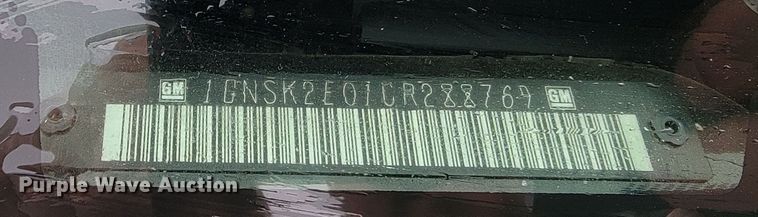 GM 1GNSK2E01CR288769 GM
Purple Wave Auction